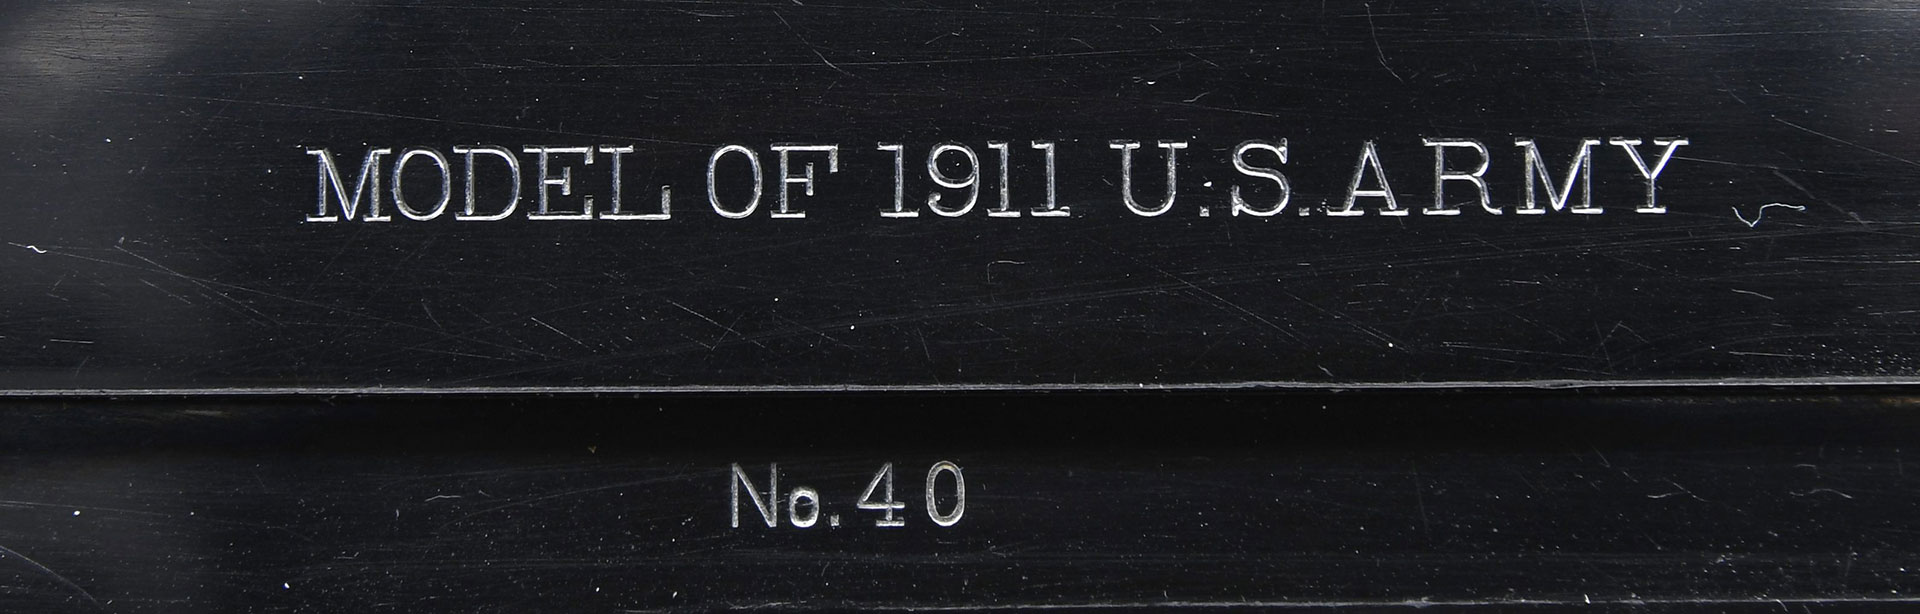 MODEL OF 1911 U.S.ARMY
No.40